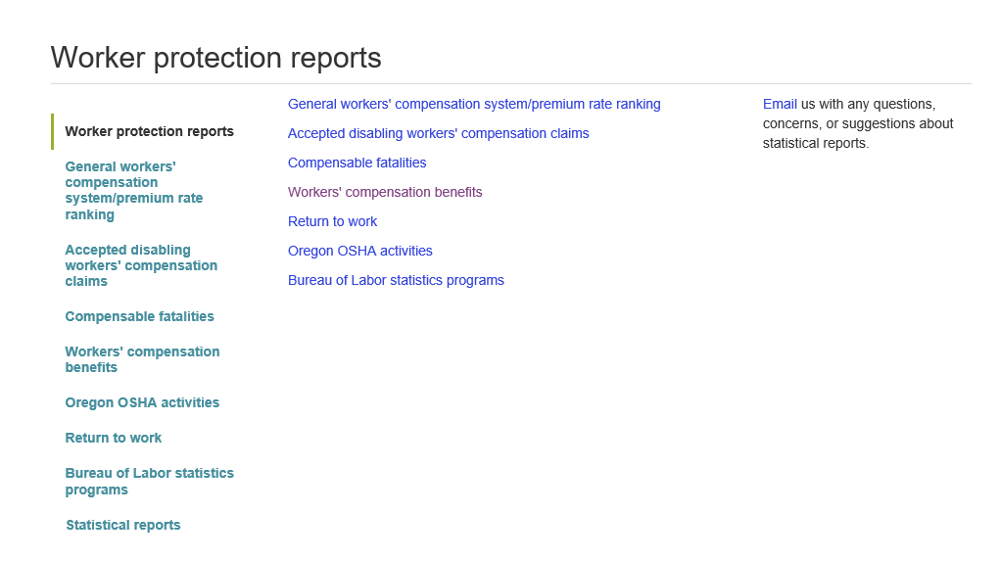 Worker protection reports
Worker protection reports
General workers'
compensation
system/premium rate
ranking
Accepted disabling
workers' compensation
claims
Compensable fatalities
Workers' compensation
benefits
Oregon OSHA activities
Return to work
Bureau of Labor statistics
programs
Statistical reports
General workers' compensation system/premium rate ranking
Accepted disabling workers' compensation claims
Compensable fatalities
Workers' compensation benefits
Return to work
Oregon OSHA activities
Bureau of Labor statistics programs
Email us with any questions,
concerns, or suggestions about
statistical reports.